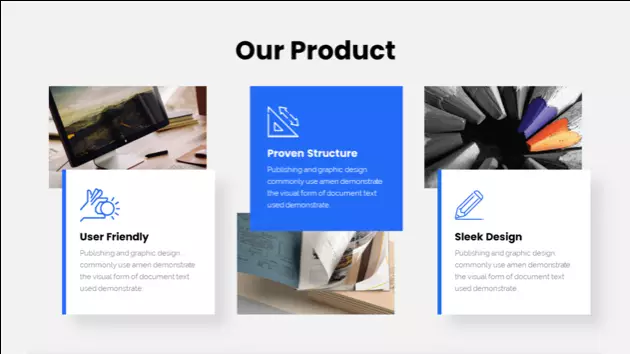 Our Product
User Friendly
Publishing and graphic design
commonly use amen demonstrate
the visual form of document text
used demonstrate.
Proven Structure
Publishing and graphic design
commonly use amen demonstrate
the visual form of document text
used demonstrate.
Sleek Design
Publishing and graphic design
commonly use amen demonstrate
the visual form of document text
used demonstrate.